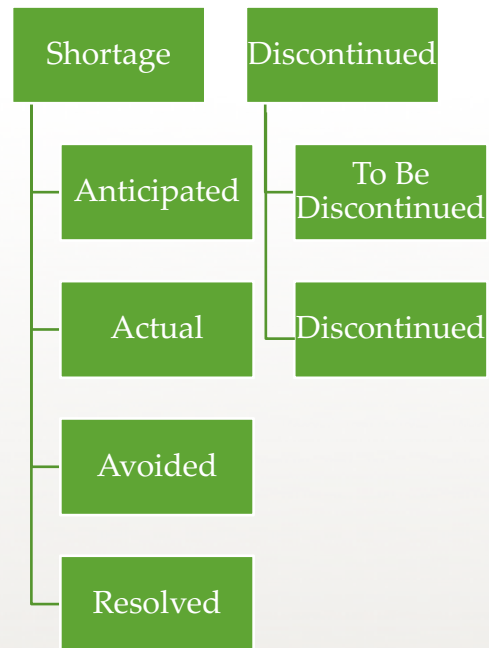 Shortage
Anticipated
Actual
Avoided
Resolved
Discontinued
To Be
Discontinued
Discontinued